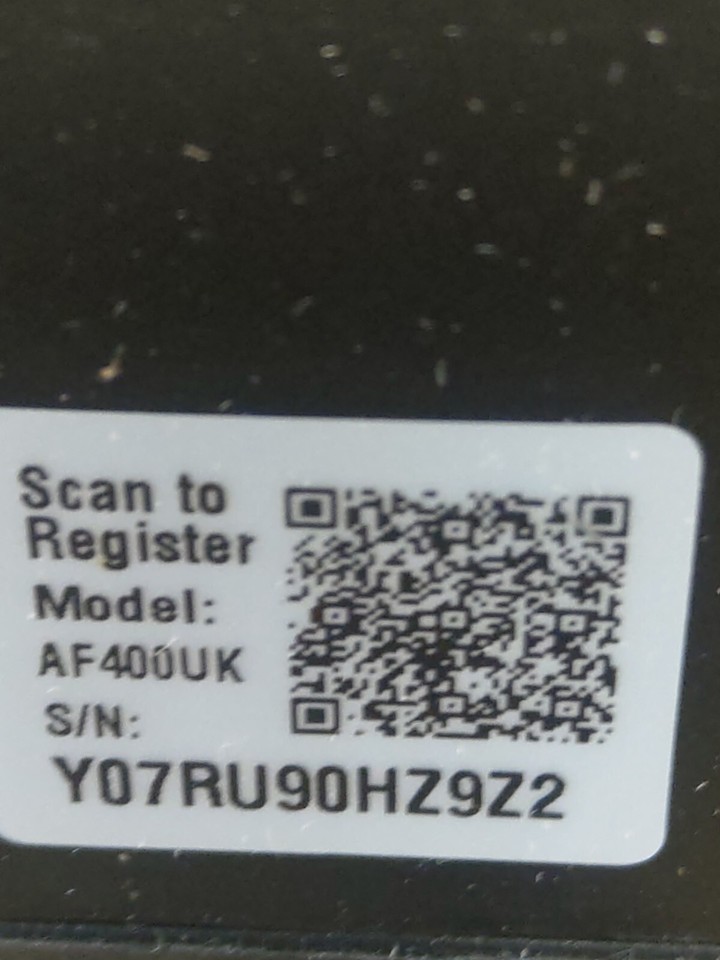 Scan to
Register
Model:
AF400UK
S/N:
Y07RU90HZ9Z2